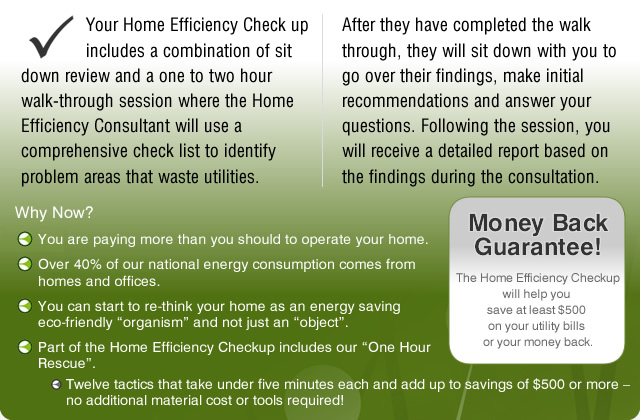 Your Home Efficiency Check up
includes a combination of sit
down review and a one to two hour
walk-through session where the Home
Efficiency Consultant will use a
comprehensive check list to identify
problem areas that waste utilities.
After they have completed the walk
through, they will sit down with you to
go over their findings, make initial
recommendations and answer your
questions. Following the session, you
will receive a detailed report based on
the findings during the consultation.
Why Now?
You are paying more than you should to operate your home.
Over 40% of our national energy consumption comes from
homes and offices.
You can start to re-think your home as an energy saving
eco-friendly “organism” and not just an “object”.
Part of the Home Efficiency Checkup includes our “One Hour
Rescue”.
Twelve tactics that take under five minutes each and add up to savings of $500 or more –
no additional material cost or tools required!
Money Back
Guarantee!
The Home Efficiency Checkup
will help you
save at least $500
on your utility bills
or your money back.